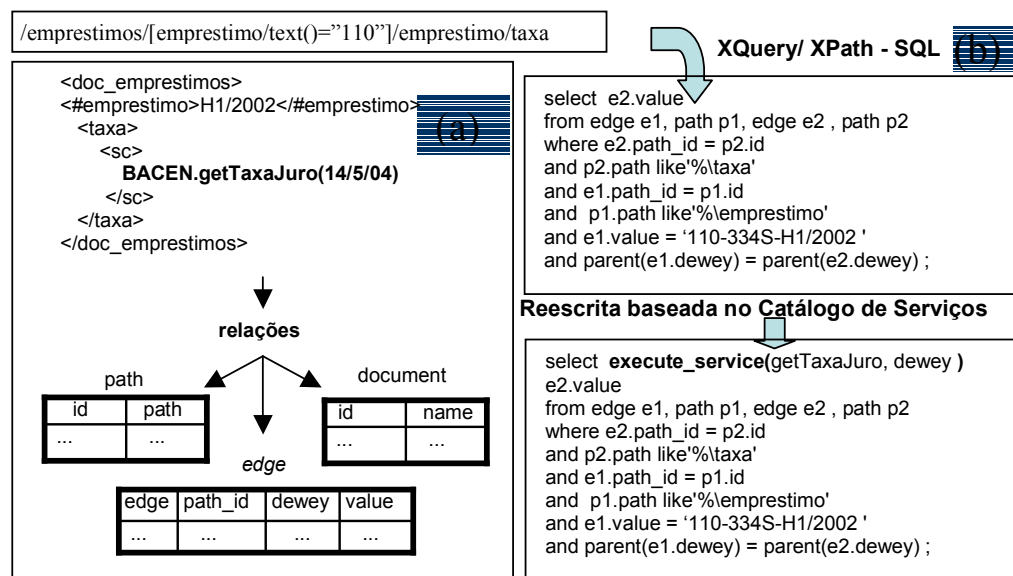 /emprestimos/[emprestimo/text()=”110”]/emprestimo/taxa
<doc_emprestimos>
<#emprestimo>H1/2002</#emprestimo>
<taxa>
<sc>
BACEN.getTaxaJuro(14/5/04)
</sc>
</taxa>
</doc_emprestimos>
(a)
relações
path
id path
... ...
document
id name
... ...
edge
edge path_id dewey value
... ... ... ...
XQuery/ XPath - SQL
(b)
select e2.value
from edge e1, path p1, edge e2 , path p2
where e2.path_id = p2.id
and p2.path like'%\taxa'
and e1.path_id = p1.id
and p1.path like'%\emprestimo'
and e1.value = ‘110-334S-H1/2002 '
and parent(e1.dewey) = parent(e2.dewey) ;
Reescrita baseada no Catálogo de Serviços
select execute_service(getTaxaJuro, dewey )
e2.value
from edge e1, path p1, edge e2 , path p2
where e2.path_id = p2.id
and p2.path like'%\taxa'
and e1.path_id = p1.id
and p1.path like'%\emprestimo'
and e1.value = ‘110-334S-H1/2002 '
and parent(e1.dewey) = parent(e2.dewey) ;